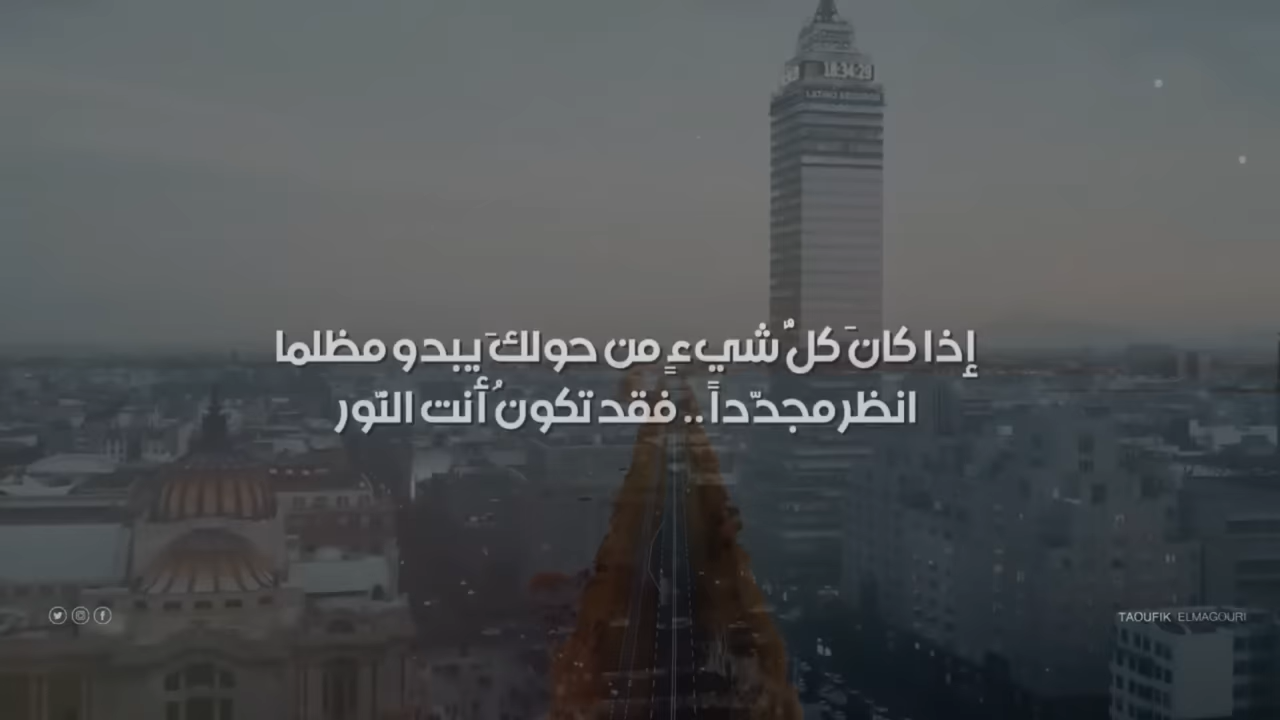 إذا كانَ كلّ شيءٍ من حولكَ يبدو مظلما
انظر مجدّداً .. فقد تكونُ أنت النّور
TAOUFIK ELMAGOURI